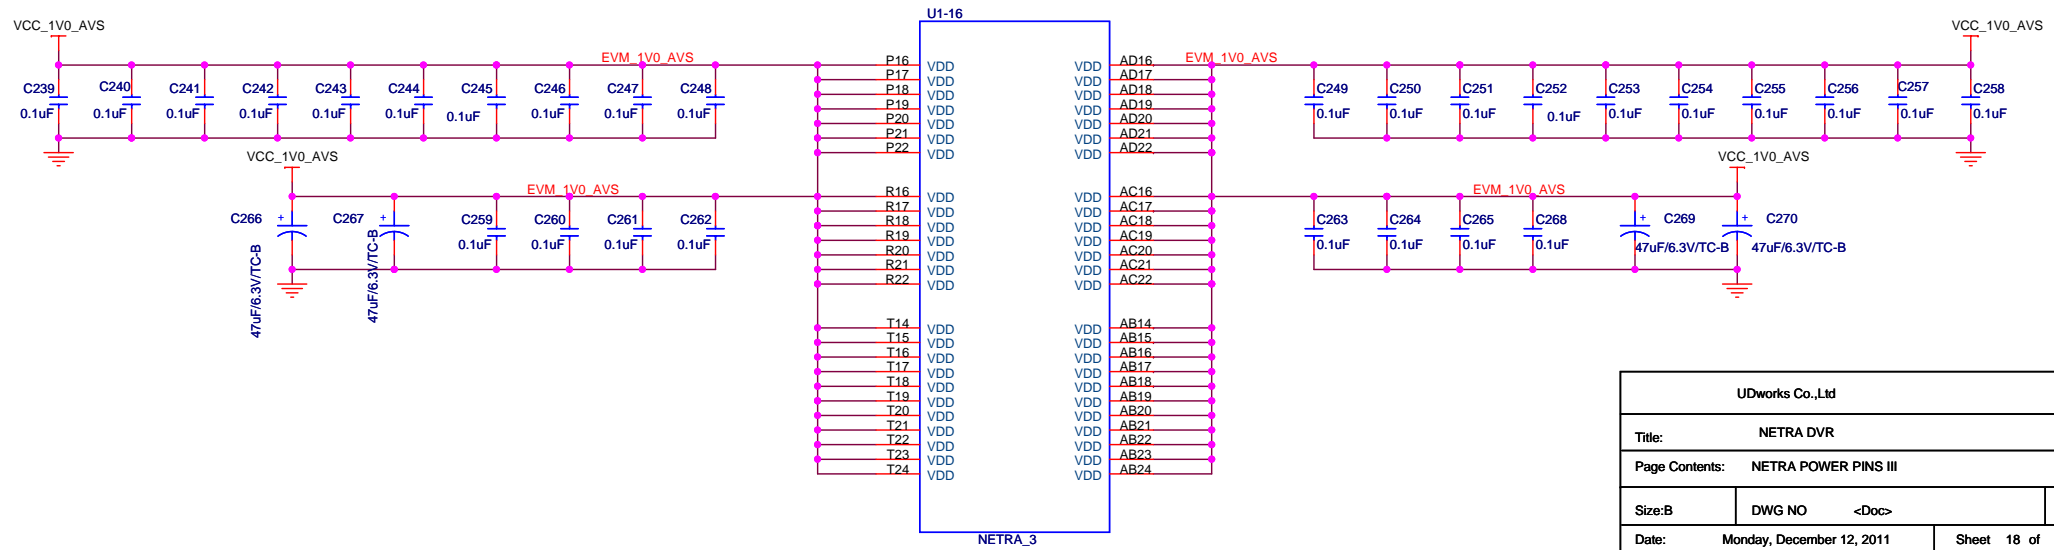 U1-16
VCC_1V0_AVS
VCC_1V0_AVS
EVM_1V0_AVS
EVM_1V0_AVS
C239 C240 C241 C242 C243 C244 C245 C246 C247 C248
0.1uF 0.1uF 0.1uF 0.1uF 0.1uF 0.1uF 0.1uF 0.1uF 0.1uF 0.1uF
C249 C250 C251 C252 C253 C254 C255 C256 C257 C258
0.1uF 0.1uF 0.1uF 0.1uF 0.1uF 0.1uF 0.1uF 0.1uF 0.1uF 0.1uF
P16 VDD VDD AD16
P17 VDD VDD AD17
P18 VDD VDD AD18
P19 VDD VDD AD19
P20 VDD VDD AD20
P21 VDD VDD AD21
P22 VDD VDD AD22
VCC_1V0_AVS
VCC_1V0_AVS
EVM_1V0_AVS
EVM_1V0_AVS
C266 + C267 + C259 C260 C261 C262
47uF/6.3V/TC-B 47uF/6.3V/TC-B 0.1uF 0.1uF 0.1uF 0.1uF
C263 C264 C265 C268 + C269 + C270
0.1uF 0.1uF 0.1uF 0.1uF 47uF/6.3V/TC-B 47uF/6.3V/TC-B
R16 VDD VDD AC16
R17 VDD VDD AC17
R18 VDD VDD AC18
R19 VDD VDD AC19
R20 VDD VDD AC20
R21 VDD VDD AC21
R22 VDD VDD AC22
T14 VDD VDD AB14
T15 VDD VDD AB15
T16 VDD VDD AB16
T17 VDD VDD AB17
T18 VDD VDD AB18
T19 VDD VDD AB19
T20 VDD VDD AB20
T21 VDD VDD AB21
T22 VDD VDD AB22
T23 VDD VDD AB23
T24 VDD VDD AB24
NETRA_3
UDworks Co.,Ltd
Title: NETRA DVR
Page Contents: NETRA POWER PINS III
Size:B DWG NO <Doc>
Date: Monday, December 12, 2011 Sheet 18 of